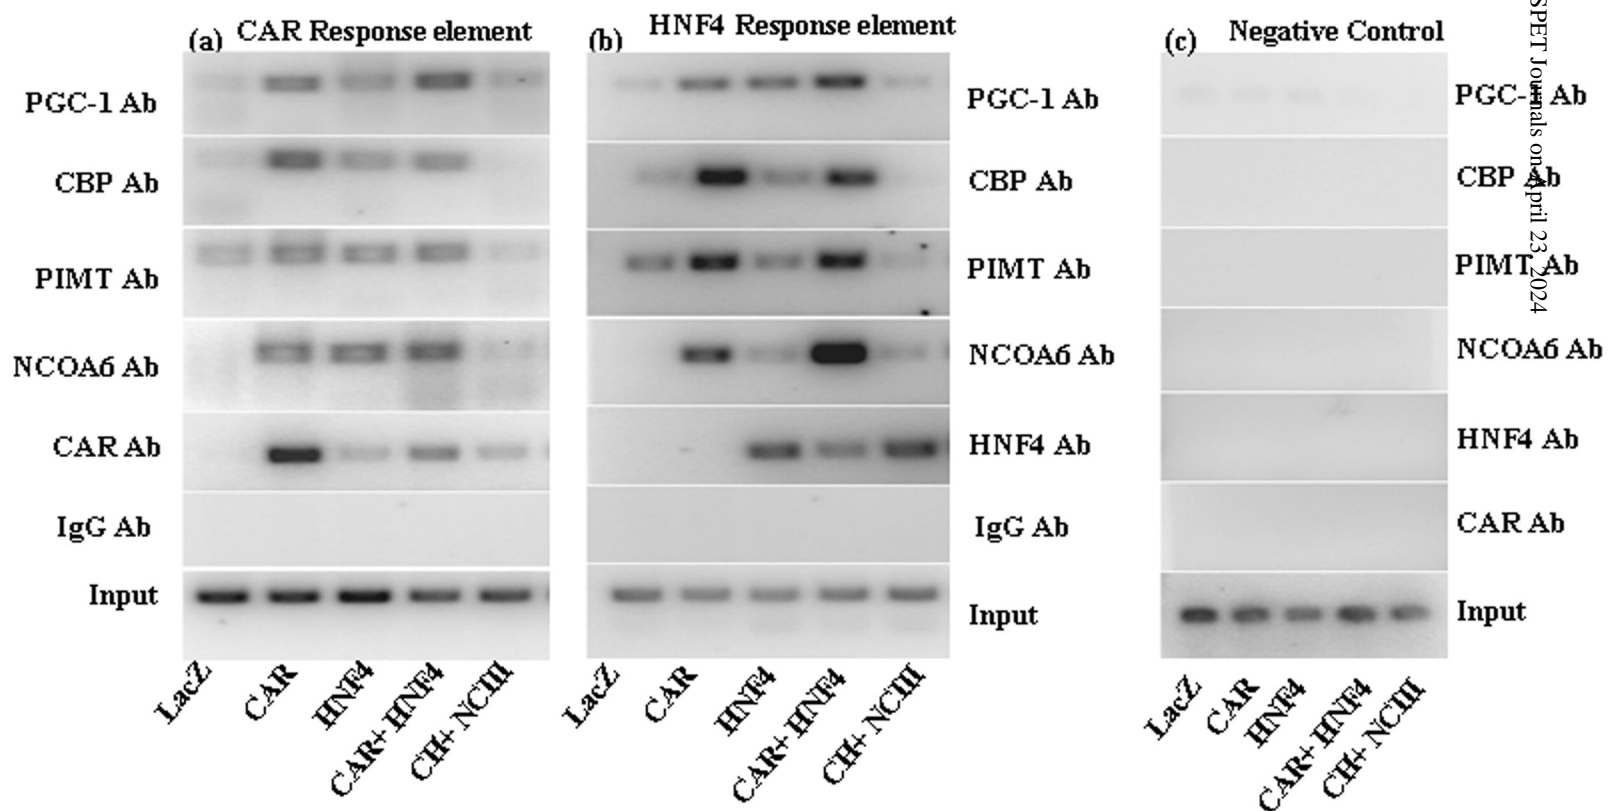 (a) CAR Response element
PGC-1 Ab
CBP Ab
PIMT Ab
NCOA6 Ab
CAR Ab
IgG Ab
Input
LacZ
CAR
HNF4
CAR+ HNF4
CH+ NCIII
(b) HNF4 Response element
PGC-1 Ab
CBP Ab
PIMT Ab
NCOA6 Ab
HNF4 Ab
IgG Ab
Input
LacZ
CAR
HNF4
CAR+ HNF4
CH+ NCIII
(c) Negative Control
PGC-1 Ab
CBP Ab
PIMT Ab
NCOA6 Ab
HNF4 Ab
CAR Ab
Input
LacZ
CAR
HNF4
CAR+ HNF4
CH+ NCIII
SPET Journals on April 23, 2024